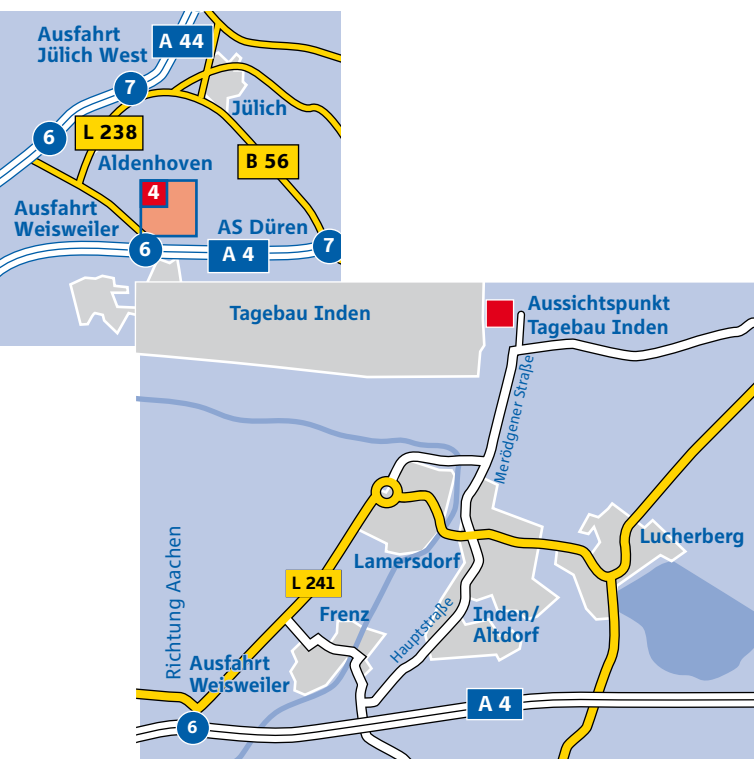 Ausfahrt
Jülich West
A 44
7
6
L 238
Jülich
Aldenhoven
B 56
4
Ausfahrt
Weisweiler
6
AS Düren
A 4
7
Tagebau Inden
Aussichtspunkt
Tagebau Inden
Merödgener Straße
Lucherberg
Richtung Aachen
Lamersdorf
L 241
Frenz
Hauptstraße
Inden/
Altdorf
Ausfahrt
Weisweiler
6
A 4